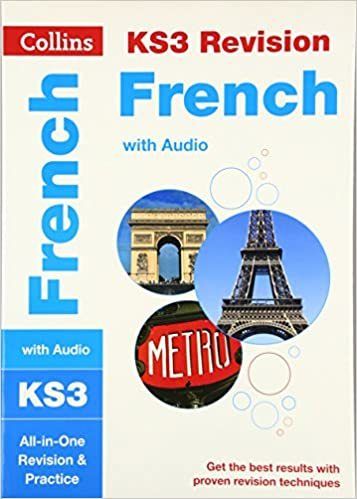 Collins
KS3 Revision
French
with Audio
French
with Audio
KS3
All-in-One
Revision &
Practice
METRO
Get the best results with
proven revision techniques